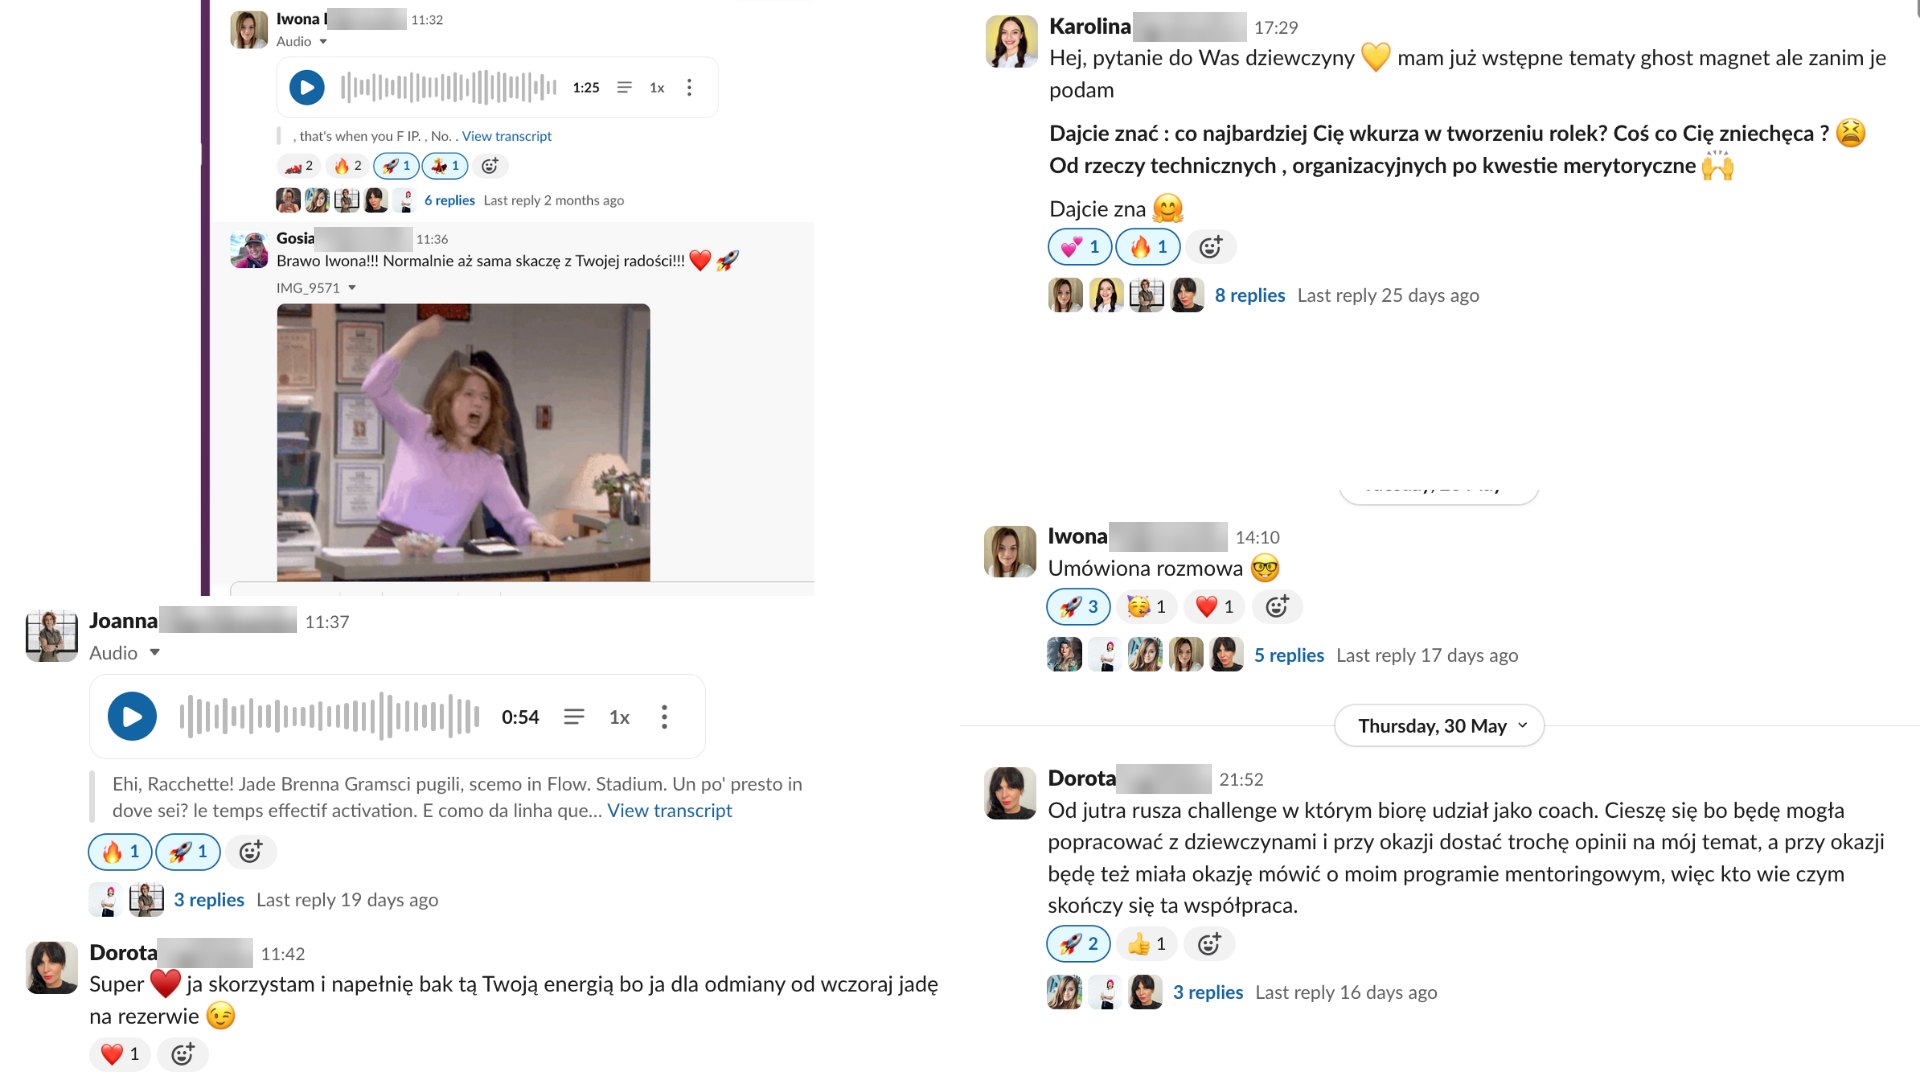 Iwona 11:32
Audio
1:25 1x
, that's when you F IP. , No. . View transcript
2 2 1 1
6 replies Last reply 2 months ago
Gosia 11:36
Brawo Iwona!!! Normalnie aż sama skaczę z Twojej radości!!! ❤️ 🚀
IMG_9571
Joanna 11:37
Audio
0:54 1x
Ehi, Racchette! Jade Brenna Gramsci pugili, scemo in Flow. Stadium. Un po' presto in
dove sei? le temps effectif activation. E como da linha que... View transcript
1 1
3 replies Last reply 19 days ago
Dorota 11:42
Super ❤️ ja skorzystam i napełnię bak tą Twoją energią bo ja dla odmiany od wczoraj jadę
na rezerwie 😉
1
Karolina 17:29
Hej, pytanie do Was dziewczyny 💛 mam już wstępne tematy ghost magnet ale zanim je
podam
Dajcie znać : co najbardziej Cię wkurza w tworzeniu rolek? Coś co Cię zniechęca ? 😫
Od rzeczy technicznych , organizacyjnych po kwestie merytoryczne 🙌
Dajcie zna 🤗
1 1
8 replies Last reply 25 days ago
Iwona 14:10
Umówiona rozmowa 🤓
3 1 1
5 replies Last reply 17 days ago
Thursday, 30 May
Dorota 21:52
Od jutra rusza challenge w którym biorę udział jako coach. Cieszę się bo będę mogła
popracować z dziewczynami i przy okazji dostać trochę opinii na mój temat, a przy okazji
będę też miała okazję mówić o moim programie mentoringowym, więc kto wie czym
skończy się ta współpraca.
2 1
3 replies Last reply 16 days ago